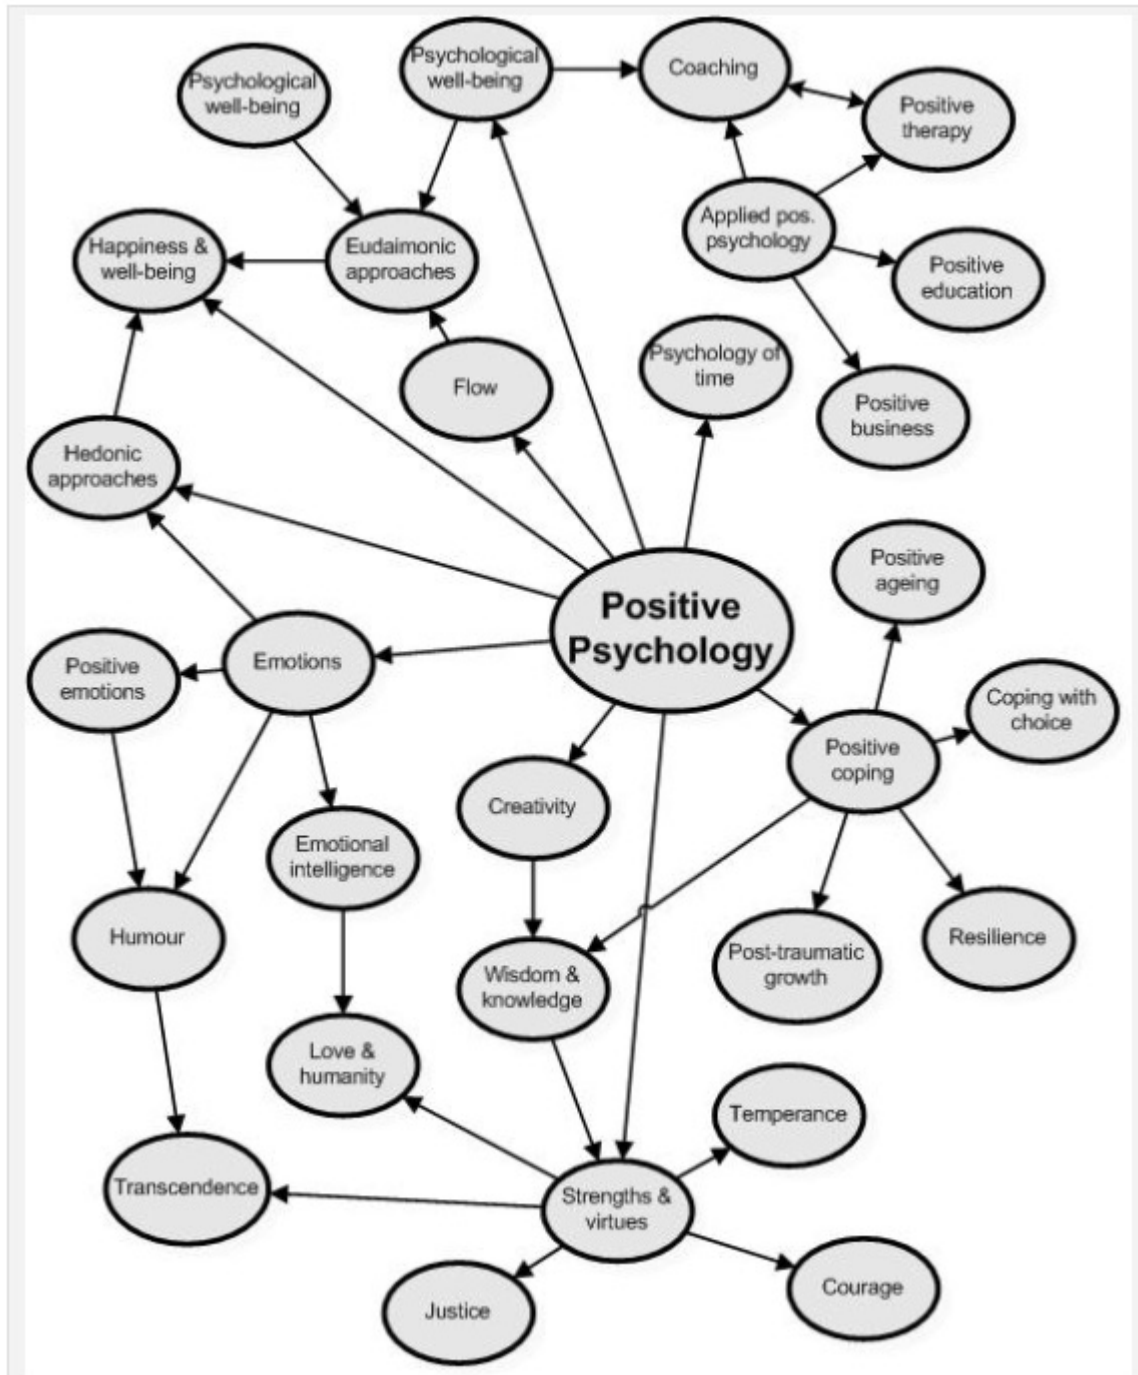 Psychological
well-being
Psychological
well-being
Coaching
Positive
therapy
Applied pos.
psychology
Happiness &
well-being
Eudaimonic
approaches
Positive
education
Psychology of
time
Flow
Positive
business
Hedonic
approaches
Positive
ageing
Positive
Psychology
Emotions
Positive
emotions
Coping with
choice
Positive
coping
Creativity
Emotional
intelligence
Humour
Resilience
Post-traumatic
growth
Wisdom &
knowledge
Love &
humanity
Temperance
Transcendence
Strengths &
virtues
Courage
Justice